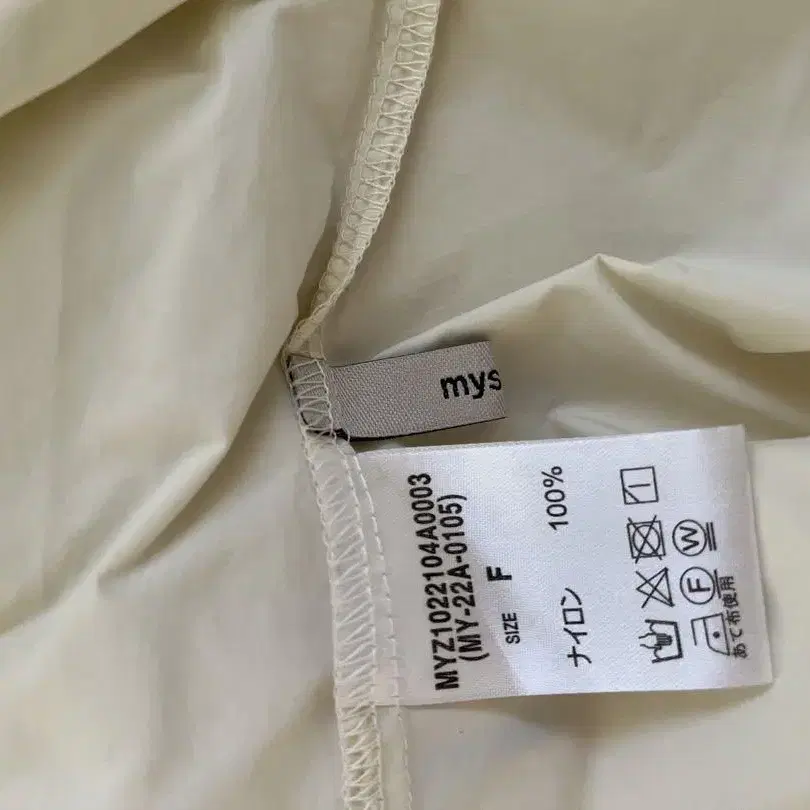 mys
MYZ1022104A0003
(MY-22A-0105)
SIZE F
ナイロン 100%
W
F
あて布使用